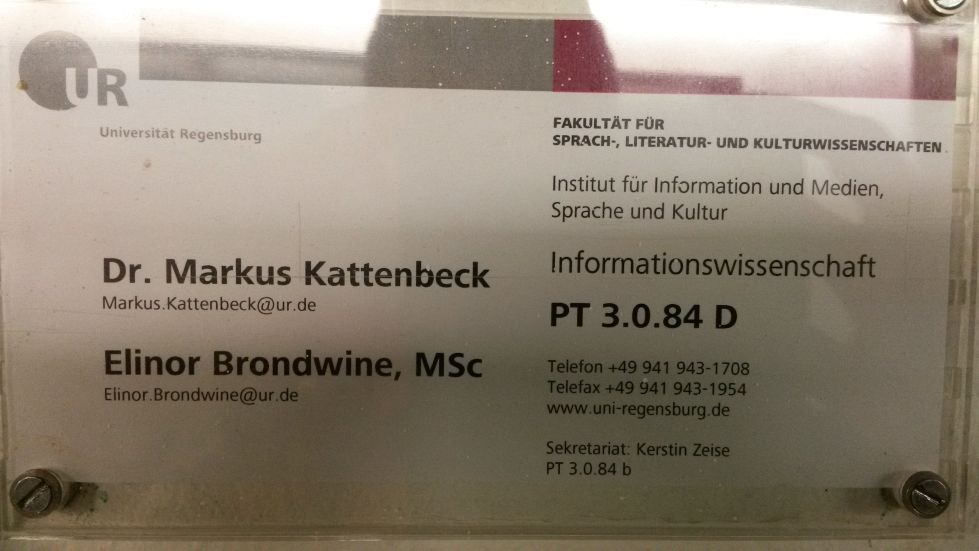 UR
Universität Regensburg
Dr. Markus Kattenbeck
Markus.Kattenbeck@ur.de
Elinor Brondwine, MSc
Elinor.Brondwine@ur.de
FAKULTÄT FÜR
SPRACH-, LITERATUR- UND KULTURWISSENSCHAFTEN
Institut für Information und Medien,
Sprache und Kultur
Informationswissenschaft
PT 3.0.84 D
Telefon +49 941 943-1708
Telefax +49 941 943-1954
www.uni-regensburg.de
Sekretariat: Kerstin Zeise
PT 3.0.84 b